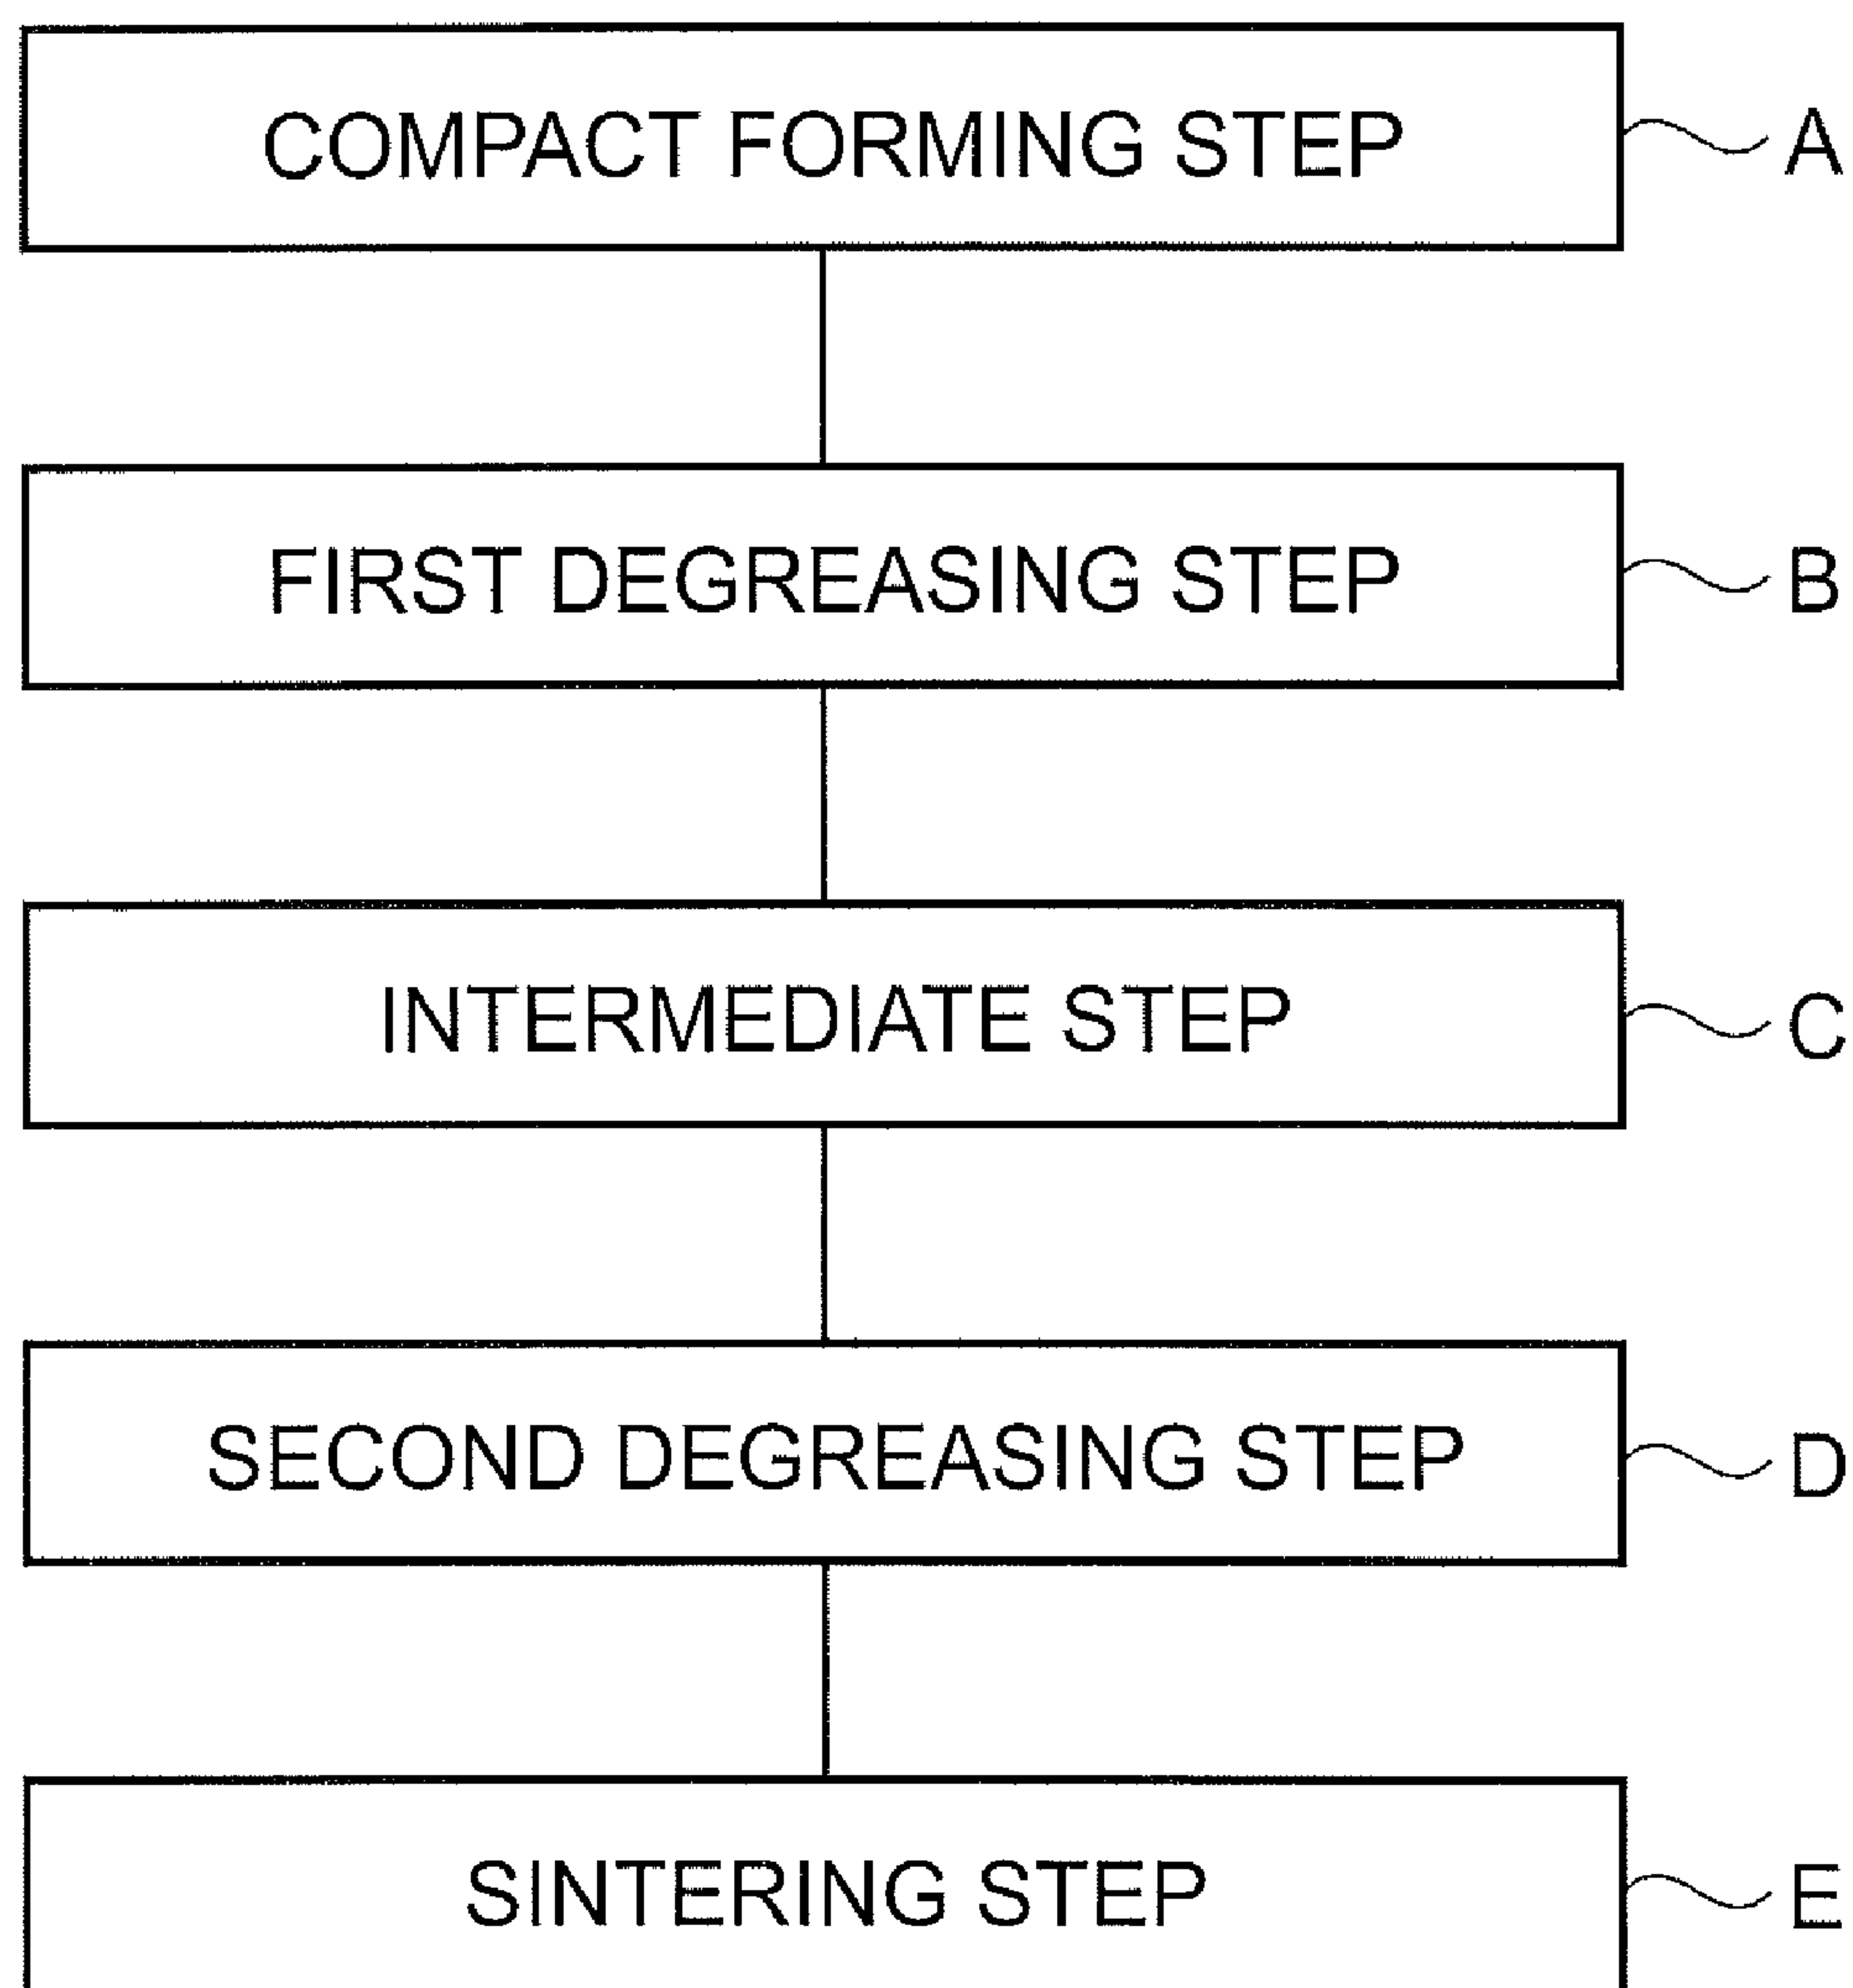 COMPACT FORMING STEP A
FIRST DEGREASING STEP B
INTERMEDIATE STEP C
SECOND DEGREASING STEP D
SINTERING STEP E